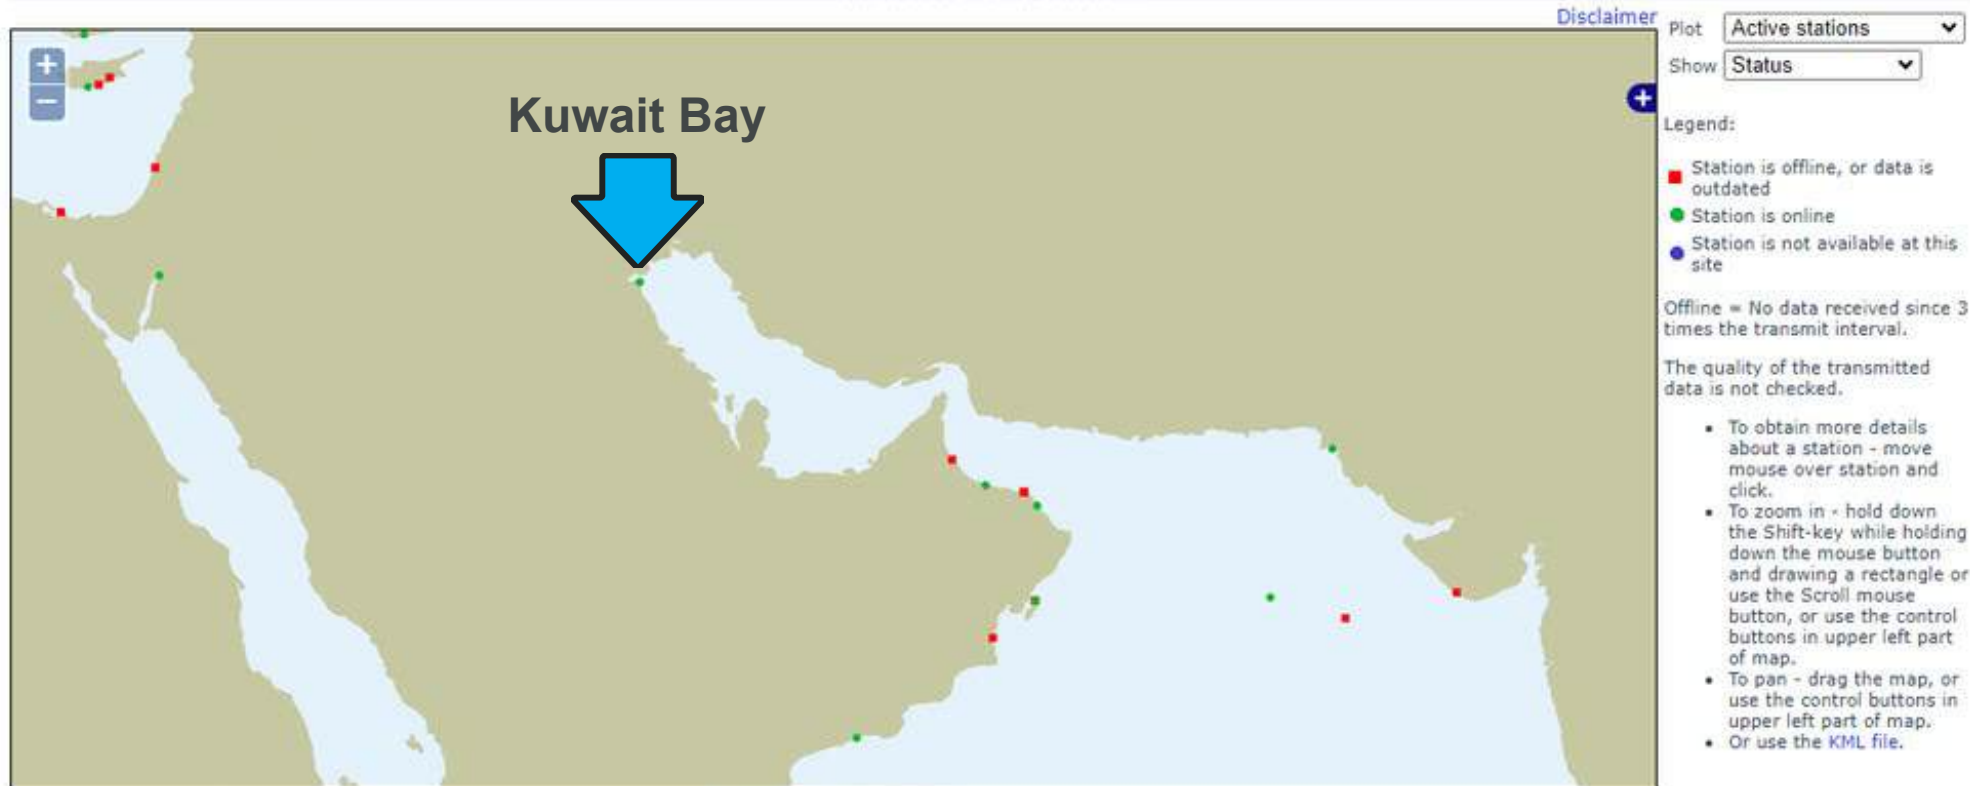 Disclaimer
Plot Active stations
Show Status
Kuwait Bay
Legend:
Station is offline, or data is
outdated
Station is online
Station is not available at this
site
Offline = No data received since 3
times the transmit interval.
The quality of the transmitted
data is not checked.
• To obtain more details
about a station - move
mouse over station and
click.
• To zoom in - hold down
the Shift-key while holding
down the mouse button
and drawing a rectangle or
use the Scroll mouse
button, or use the control
buttons in upper left part
of map.
• To pan - drag the map, or
use the control buttons in
upper left part of map.
• Or use the KML file.